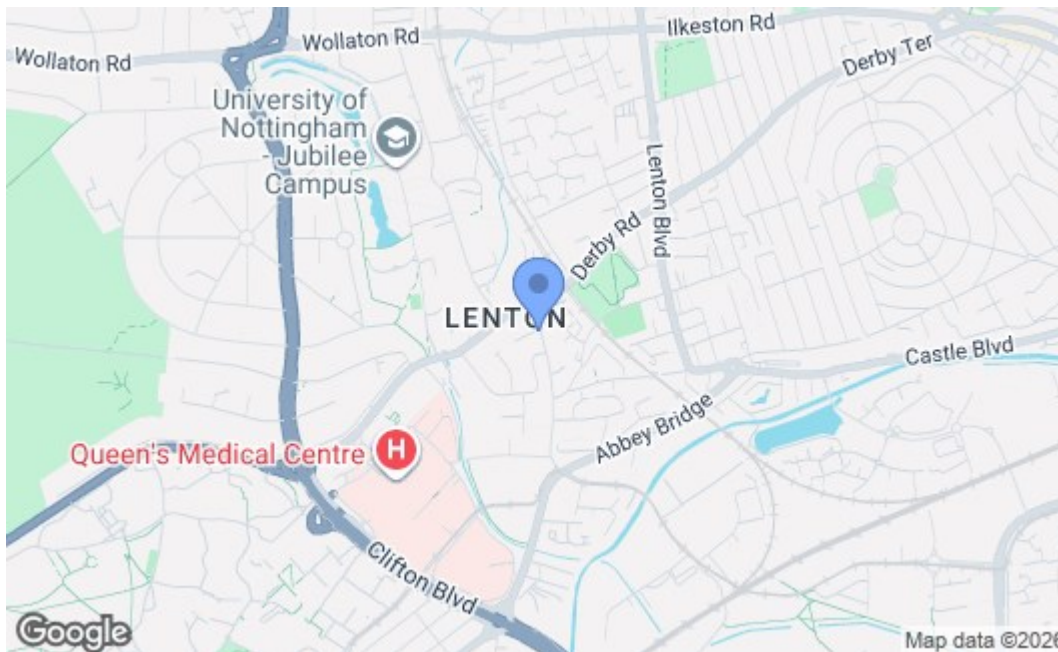 Wollaton Rd
Wollaton Rd
Ilkeston Rd
Derby Ter
University of
Nottingham
- Jubilee
Campus
Lenton Blvd
Derby Rd
LENTON
Castle Blvd
Abbey Bridge
Queen's Medical Centre
H
Clifton Blvd
Google
Map data ©2026